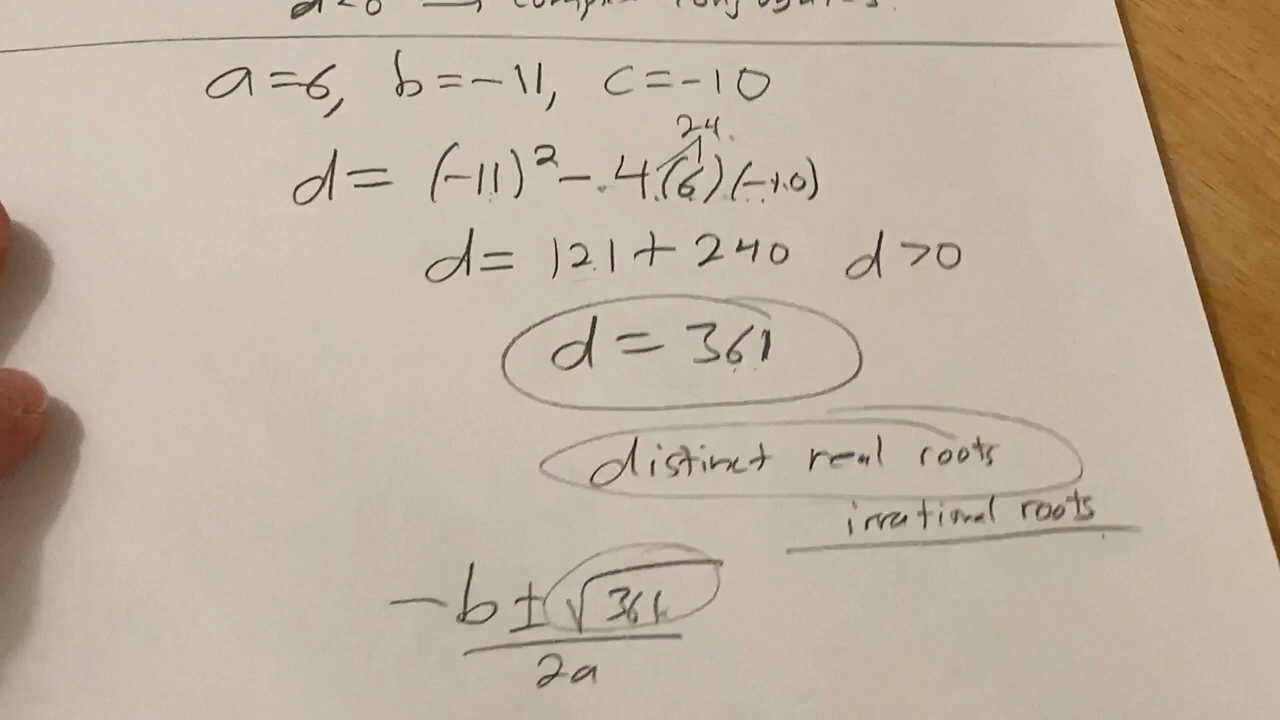 a=6, b=-11, c=-10
24
d= (-11)² - 4(6)(-10)
d= 121 + 240 d>0
d= 361
distinct real roots
irrational roots
-b ± √361
2a